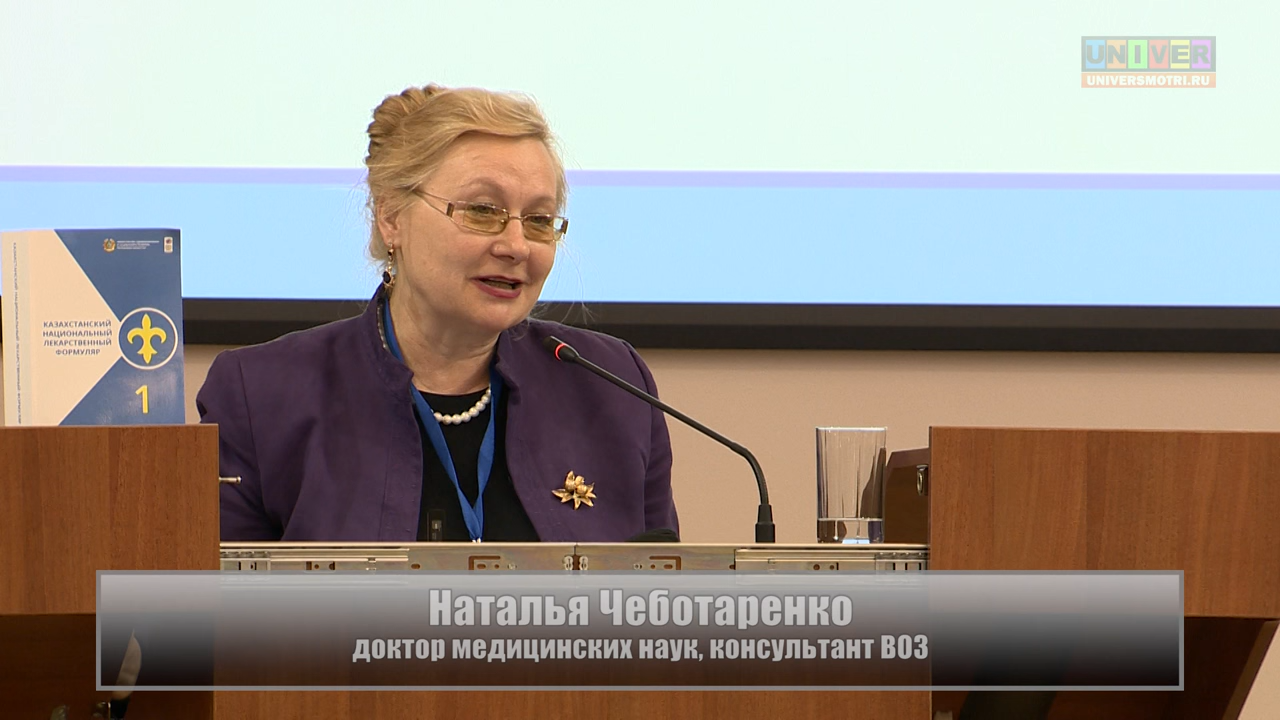 UNIVER
UNIVERSMOTRI.RU
КАЗАХСТАНСКИЙ
НАЦИОНАЛЬНЫЙ
ЛЕКАРСТВЕННЫЙ
ФОРМУЛЯР
1
Наталья Чеботаренко
доктор медицинских наук, консультант ВОЗ